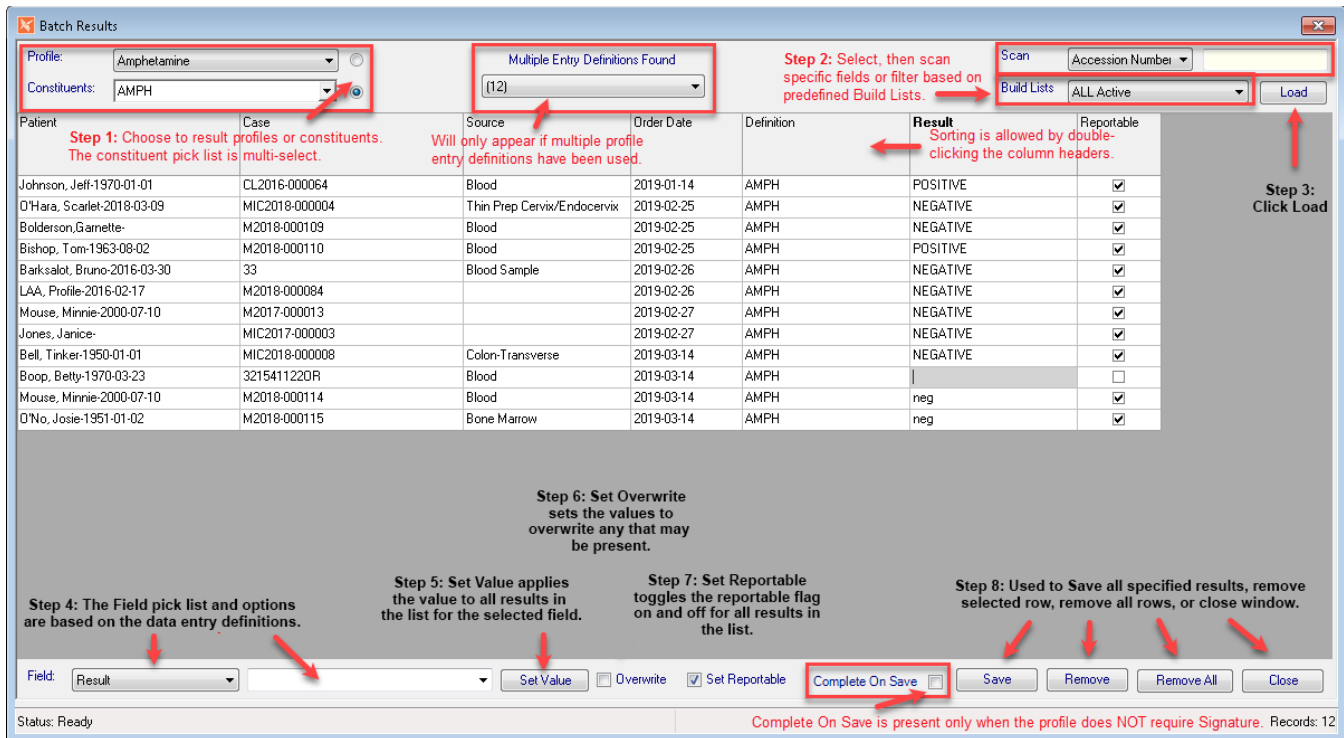 Batch Results
Profile: Amphetamine
Constituents: AMPH
Multiple Entry Definitions Found
(12)
Step 2: Select, then scan
specific fields or filter based on
predefined Build Lists.
Scan Accession Number
Build Lists ALL Active Load
Patient Case Source Order Date Definition Result Reportable
Step 1: Choose to result profiles or constituents.
The constituent pick list is multi-select.
Will only appear if multiple profile
entry definitions have been used.
Sorting is allowed by double-
clicking the column headers.
Step 3:
Click Load
Johnson, Jeff-1970-01-01 CL2016-000064 Blood 2019-01-14 AMPH POSITIVE
O'Hara, Scarlet-2018-03-09 MIC2018-000004 Thin Prep Cervix/Endocervix 2019-02-25 AMPH NEGATIVE
Bolderson,Garnette- M2018-000109 Blood 2019-02-25 AMPH NEGATIVE
Bishop, Tom-1963-08-02 M2018-000110 Blood 2019-02-25 AMPH POSITIVE
Barksalot, Bruno-2016-03-30 33 Blood Sample 2019-02-26 AMPH NEGATIVE
LAA, Profile-2016-02-17 M2018-000084 2019-02-26 AMPH NEGATIVE
Mouse, Minnie-2000-07-10 M2017-000013 2019-02-27 AMPH NEGATIVE
Jones, Janice- MIC2017-000003 2019-02-27 AMPH NEGATIVE
Bell, Tinker-1950-01-01 MIC2018-000008 Colon-Transverse 2019-03-14 AMPH NEGATIVE
Boop, Betty-1970-03-23 321541122OR Blood 2019-03-14 AMPH
Mouse, Minnie-2000-07-10 M2018-000114 Blood 2019-03-14 AMPH neg
O'No, Josie-1951-01-02 M2018-000115 Bone Marrow 2019-03-14 AMPH neg
Step 6: Set Overwrite
sets the values to
overwrite any that may
be present.
Step 4: The Field pick list and options
are based on the data entry definitions.
Step 5: Set Value applies
the value to all results in
the list for the selected field.
Step 7: Set Reportable
toggles the reportable flag
on and off for all results in
the list.
Step 8: Used to Save all specified results, remove
selected row, remove all rows, or close window.
Field: Result Set Value Overwrite Set Reportable Complete On Save Save Remove Remove All Close
Status: Ready
Complete On Save is present only when the profile does NOT require Signature.
Records: 12